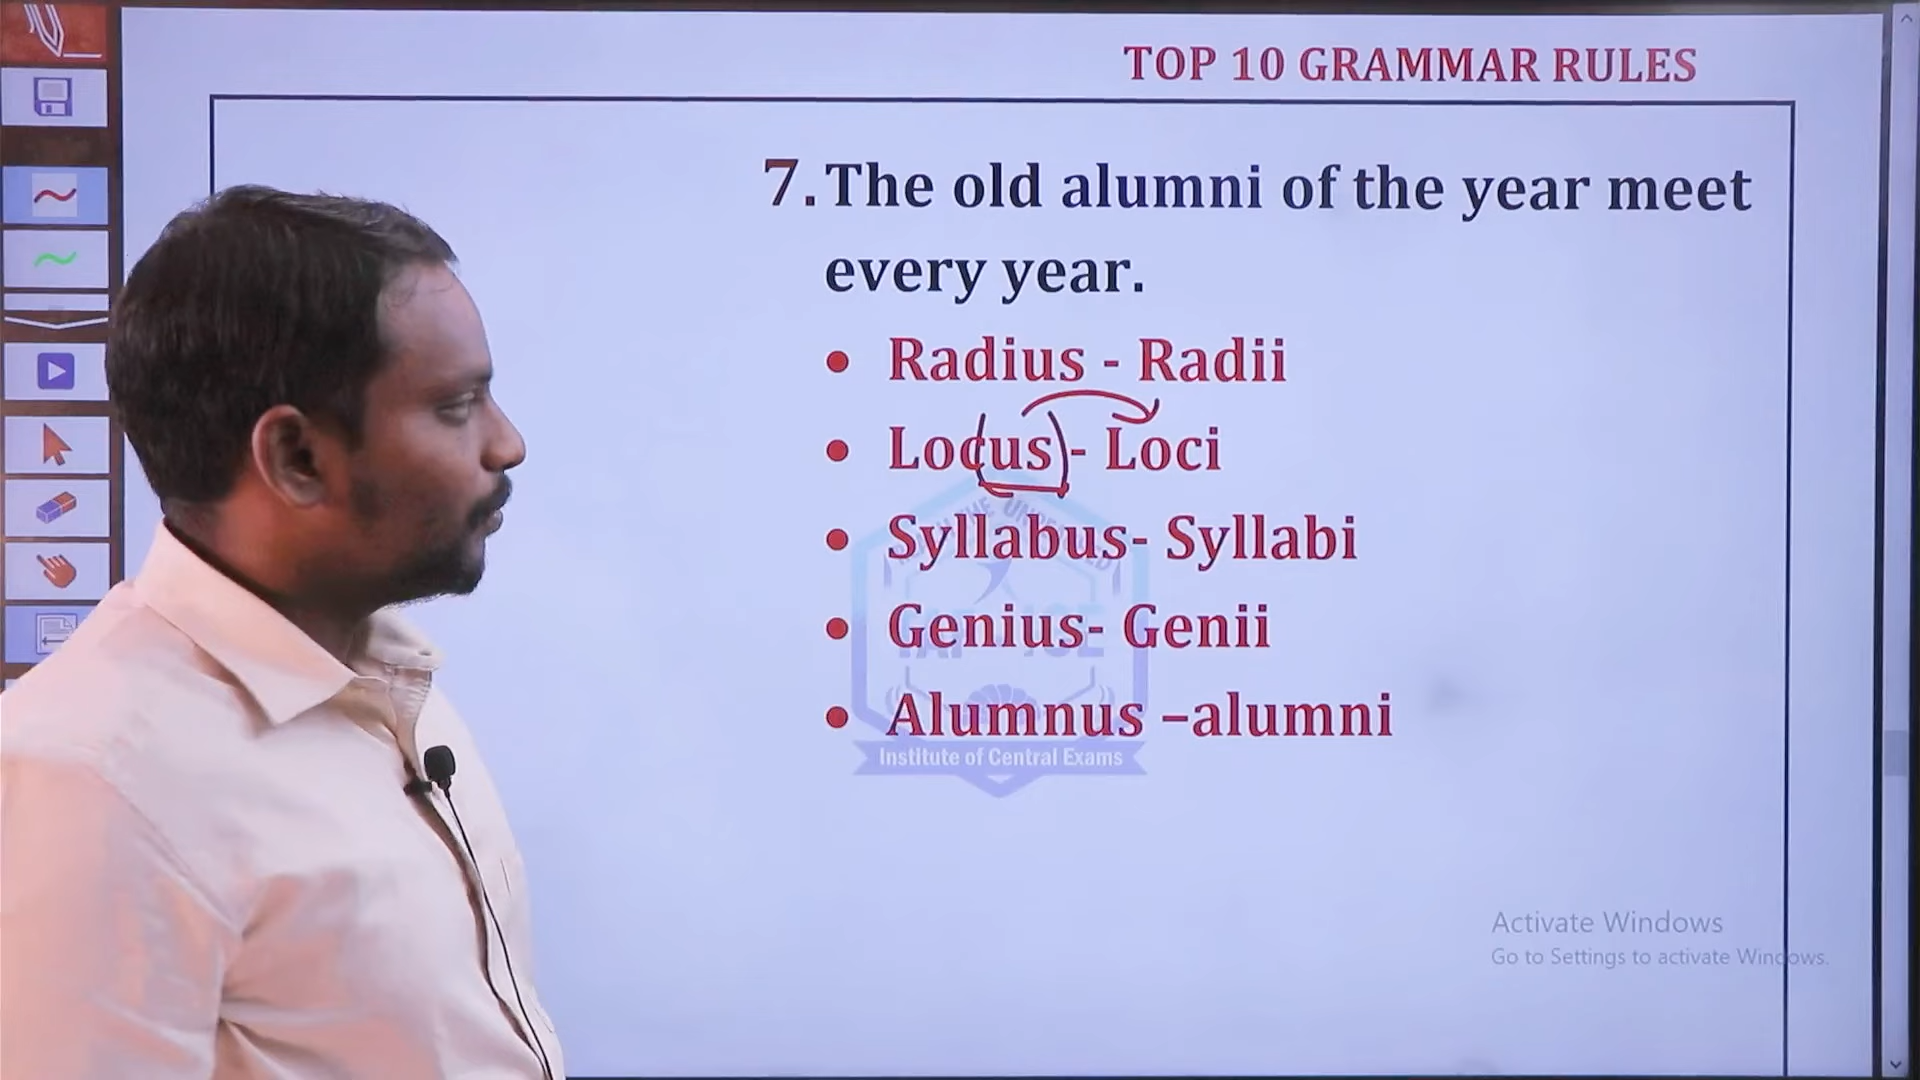 TOP 10 GRAMMAR RULES
7. The old alumni of the year meet
every year.
• Radius - Radii
• Locus - Loci
• Syllabus- Syllabi
• Genius- Genii
• Alumnus –alumni
Institute of Central Exams
Activate Windows
Go to Settings to activate Windows.